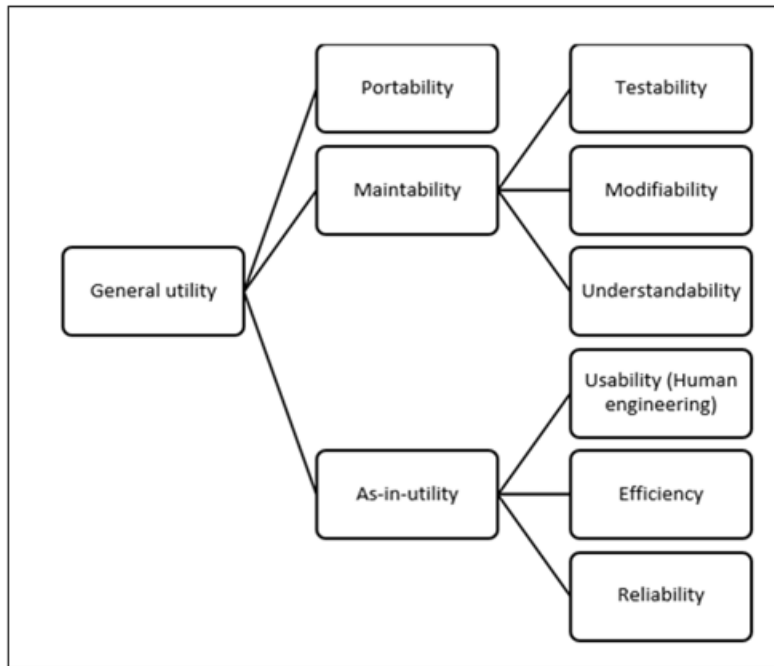 Portability
Testability
Maintability
Modifiability
General utility
Understandability
Usability (Human
engineering)
As-in-utility
Efficiency
Reliability